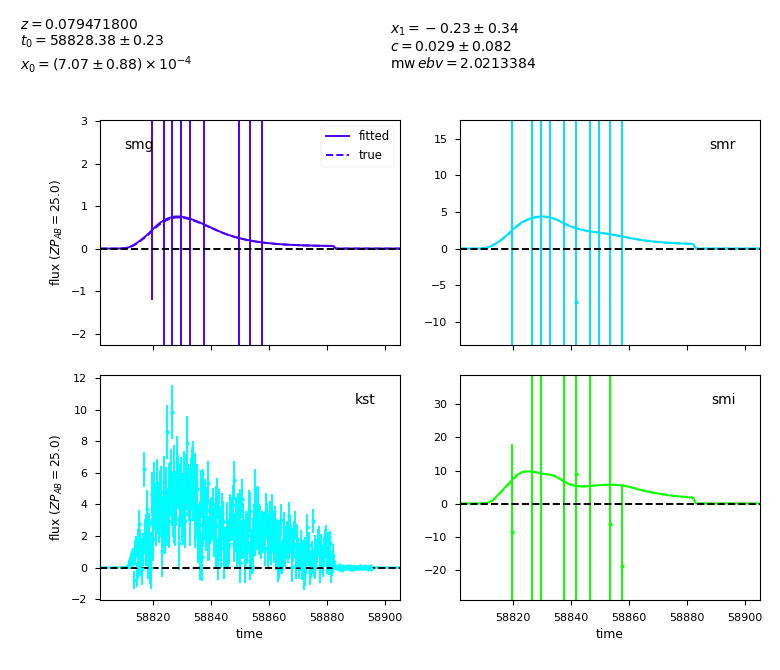 z = 0.079471800
t₀ = 58828.38 ± 0.23
x₀ = (7.07 ± 0.88) × 10⁻⁴
x₁ = −0.23 ± 0.34
c = 0.029 ± 0.082
mw ebv = 2.0213384
smg
fitted
true
3
2
1
0
−1
−2
flux (ZP_AB = 25.0)
smr
15
10
5
0
−5
−10
kst
12
10
8
6
4
2
0
−2
flux (ZP_AB = 25.0)
58820 58840 58860 58880 58900
time
smi
30
20
10
0
−10
−20
58820 58840 58860 58880 58900
time